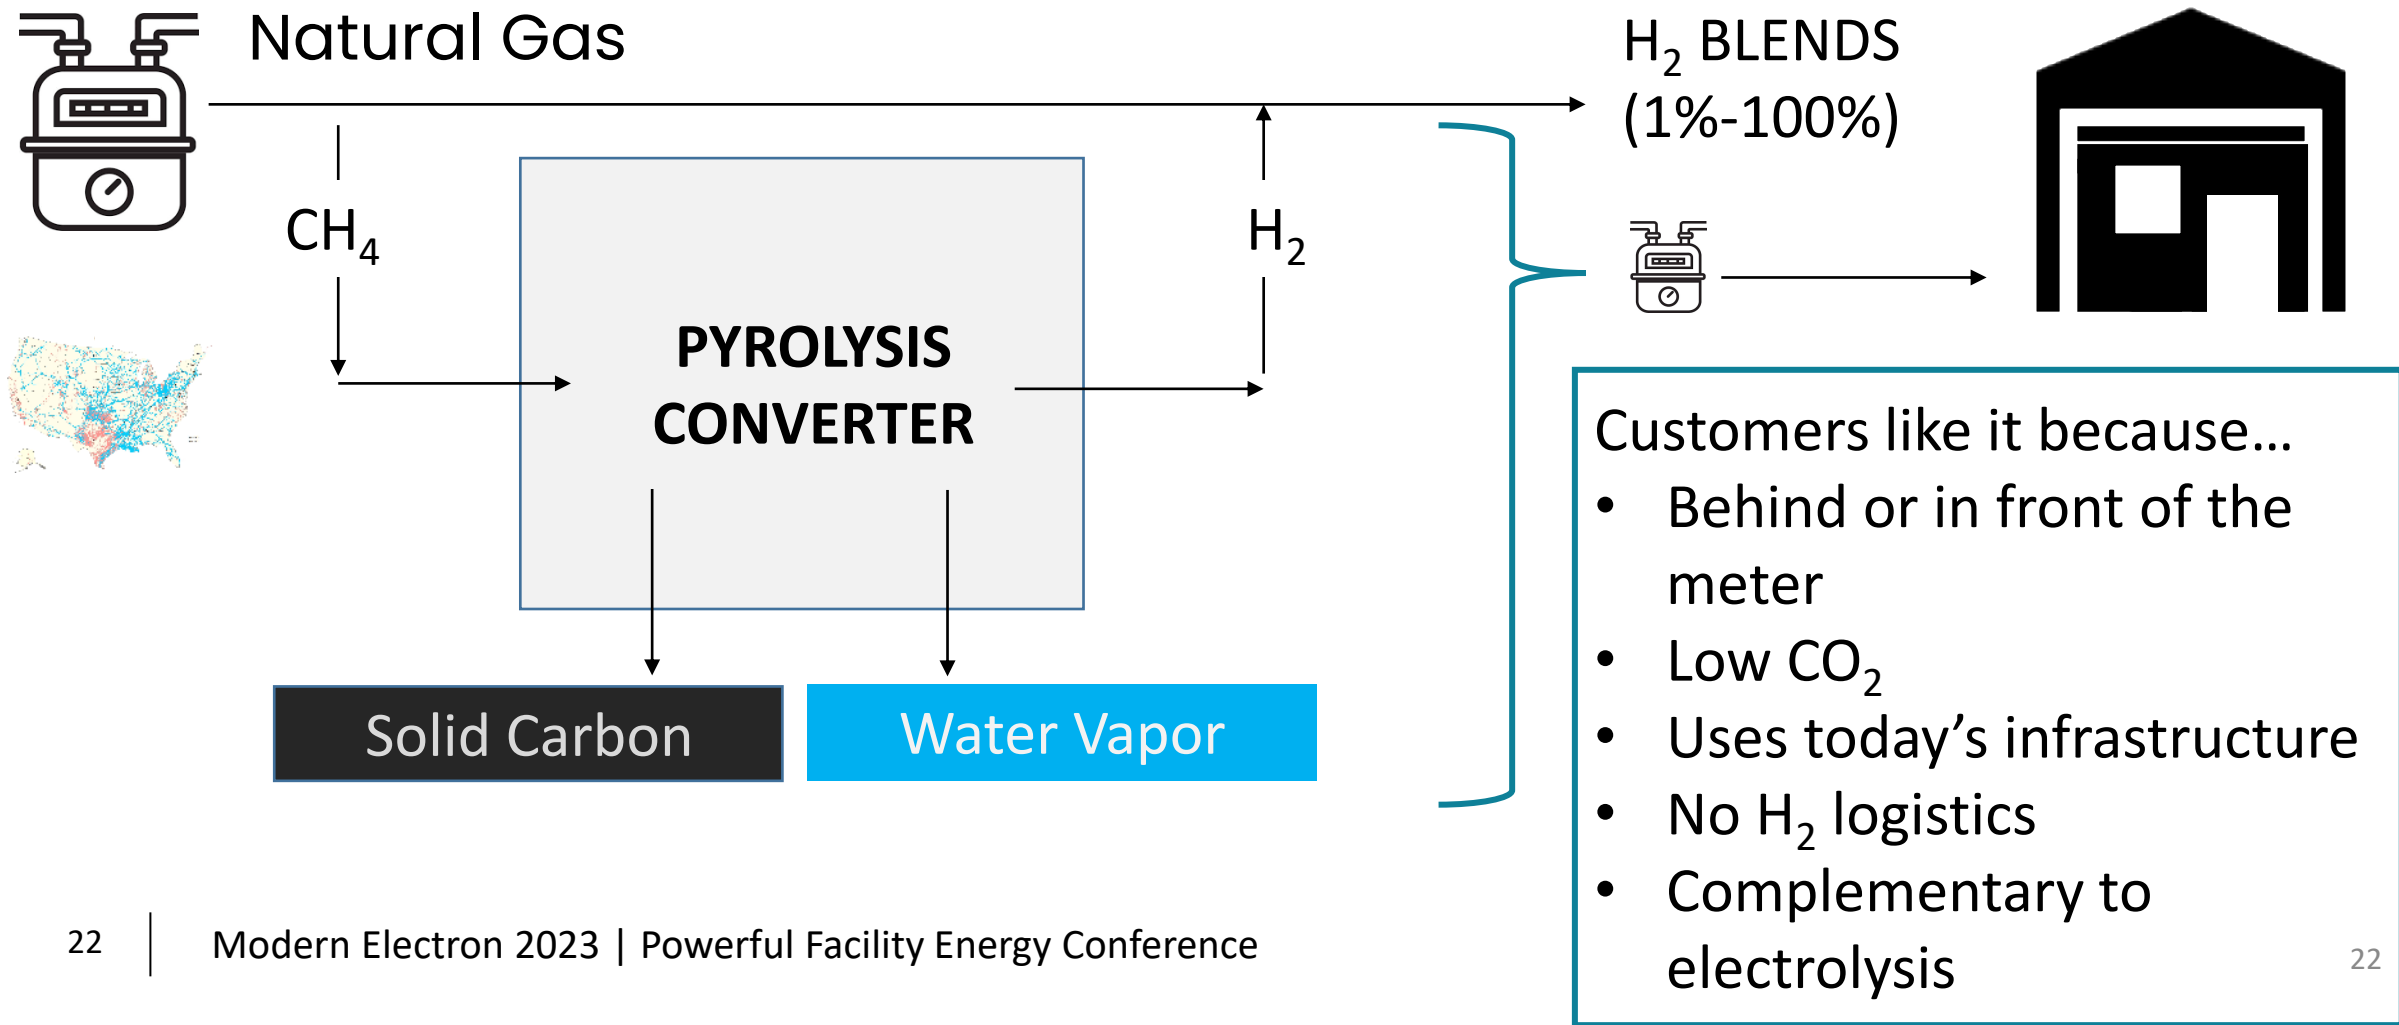 Natural Gas
H₂ BLENDS
(1%-100%)
CH₄
H₂
PYROLYSIS
CONVERTER
Solid Carbon
Water Vapor
Customers like it because…
• Behind or in front of the
meter
• Low CO₂
• Uses today’s infrastructure
• No H₂ logistics
• Complementary to
electrolysis
22
Modern Electron 2023 | Powerful Facility Energy Conference
22